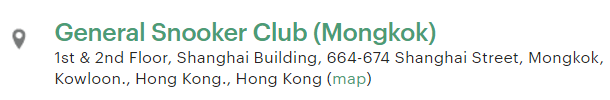 General Snooker Club (Mongkok)
1st & 2nd Floor, Shanghai Building, 664-674 Shanghai Street, Mongkok,
Kowloon., Hong Kong., Hong Kong (map)